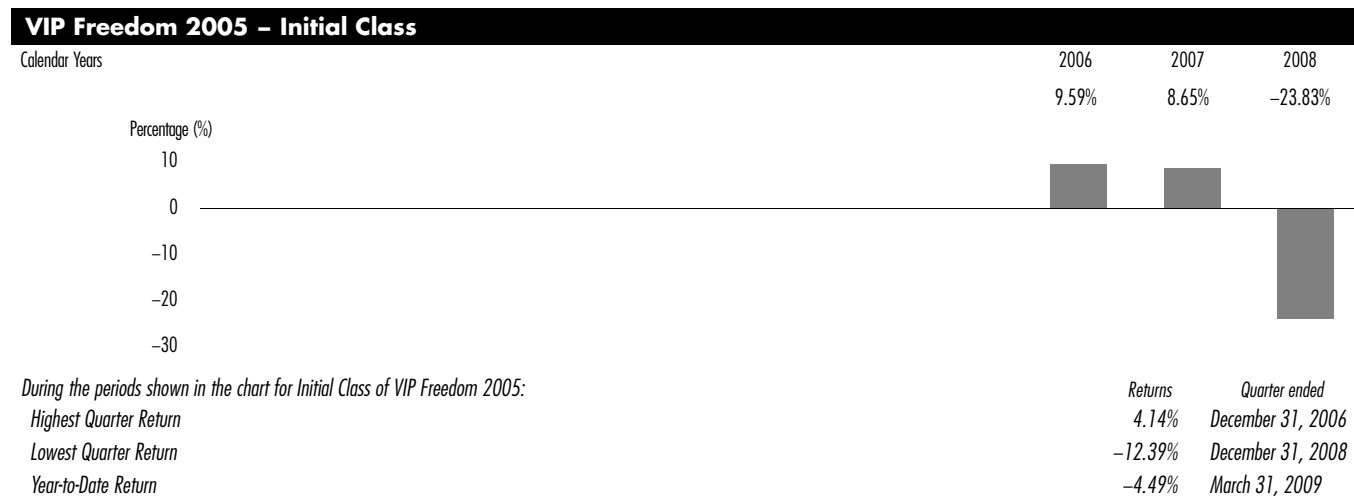 VIP Freedom 2005 – Initial Class
Calendar Years 2006 2007 2008
9.59% 8.65% –23.83%
Percentage (%)
10
0
–10
–20
–30
During the periods shown in the chart for Initial Class of VIP Freedom 2005: Returns Quarter ended
Highest Quarter Return 4.14% December 31, 2006
Lowest Quarter Return –12.39% December 31, 2008
Year-to-Date Return –4.49% March 31, 2009